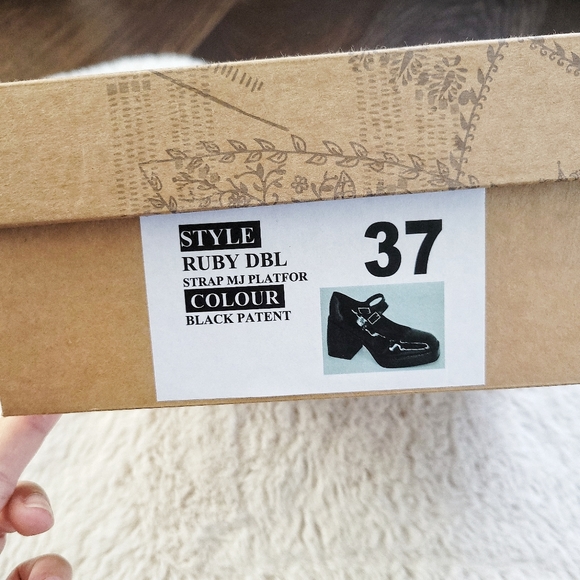 STYLE
RUBY DBL
STRAP MJ PLATFOR
COLOUR
BLACK PATENT
37